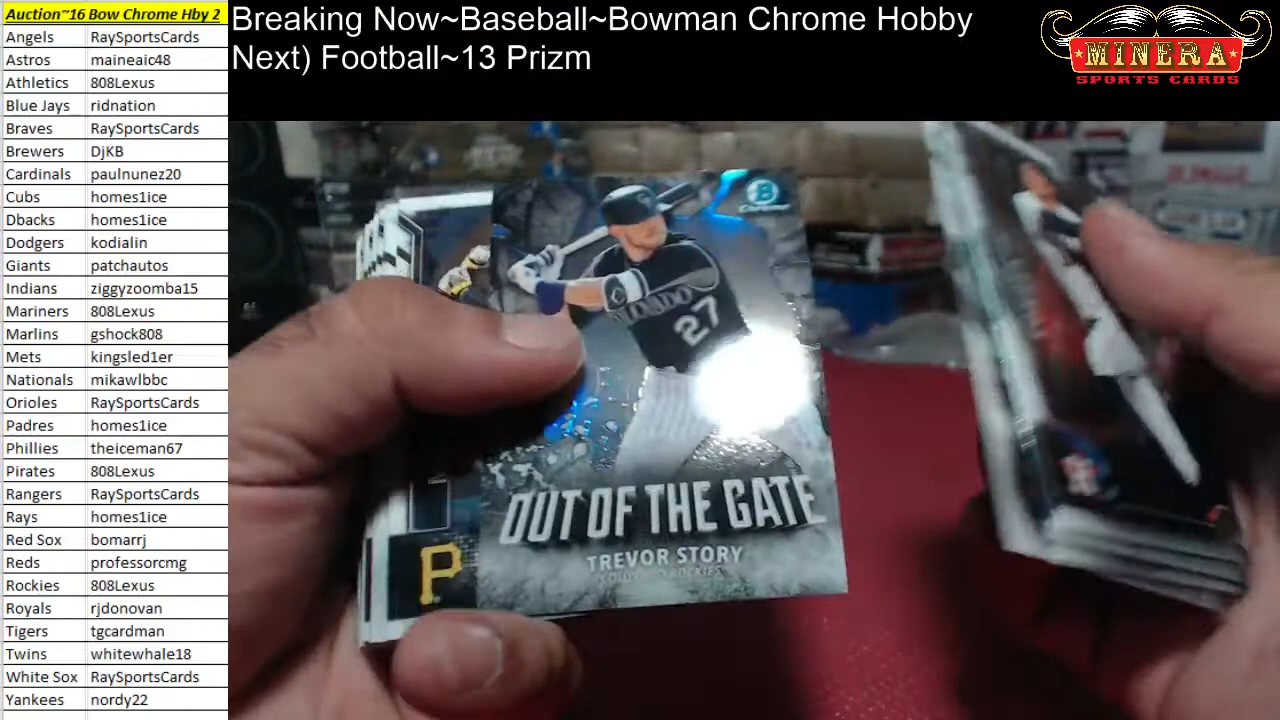 Auction~16 Bow Chrome Hby 2
Angels RaySportsCards
Astros maineaic48
Athletics 808Lexus
Blue Jays ridnation
Braves RaySportsCards
Brewers DjKB
Cardinals paulnunez20
Cubs homes1ice
Dbacks homes1ice
Dodgers kodialin
Giants patchautos
Indians ziggyzoomba15
Mariners 808Lexus
Marlins gshock808
Mets kingsled1er
Nationals mikawlbbc
Orioles RaySportsCards
Padres homes1ice
Phillies theiceman67
Pirates 808Lexus
Rangers RaySportsCards
Rays homes1ice
Red Sox bomarrj
Reds professorcmg
Rockies 808Lexus
Royals rjdonovan
Tigers tgcardman
Twins whitewhale18
White Sox RaySportsCards
Yankees nordy22
Breaking Now~Baseball~Bowman Chrome Hobby
Next) Football~13 Prizm
MINERA
SPORTS CARDS
B
27
OUT OF THE GATE
TREVOR STORY
P